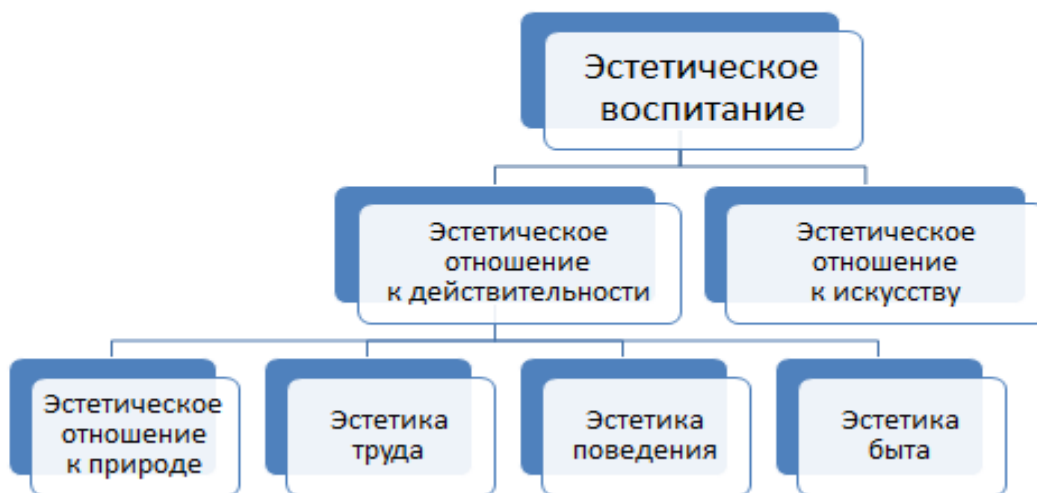 Эстетическое
воспитание
Эстетическое
отношение
к действительности
Эстетическое
отношение
к искусству
Эстетическое
отношение
к природе
Эстетика
труда
Эстетика
поведения
Эстетика
быта